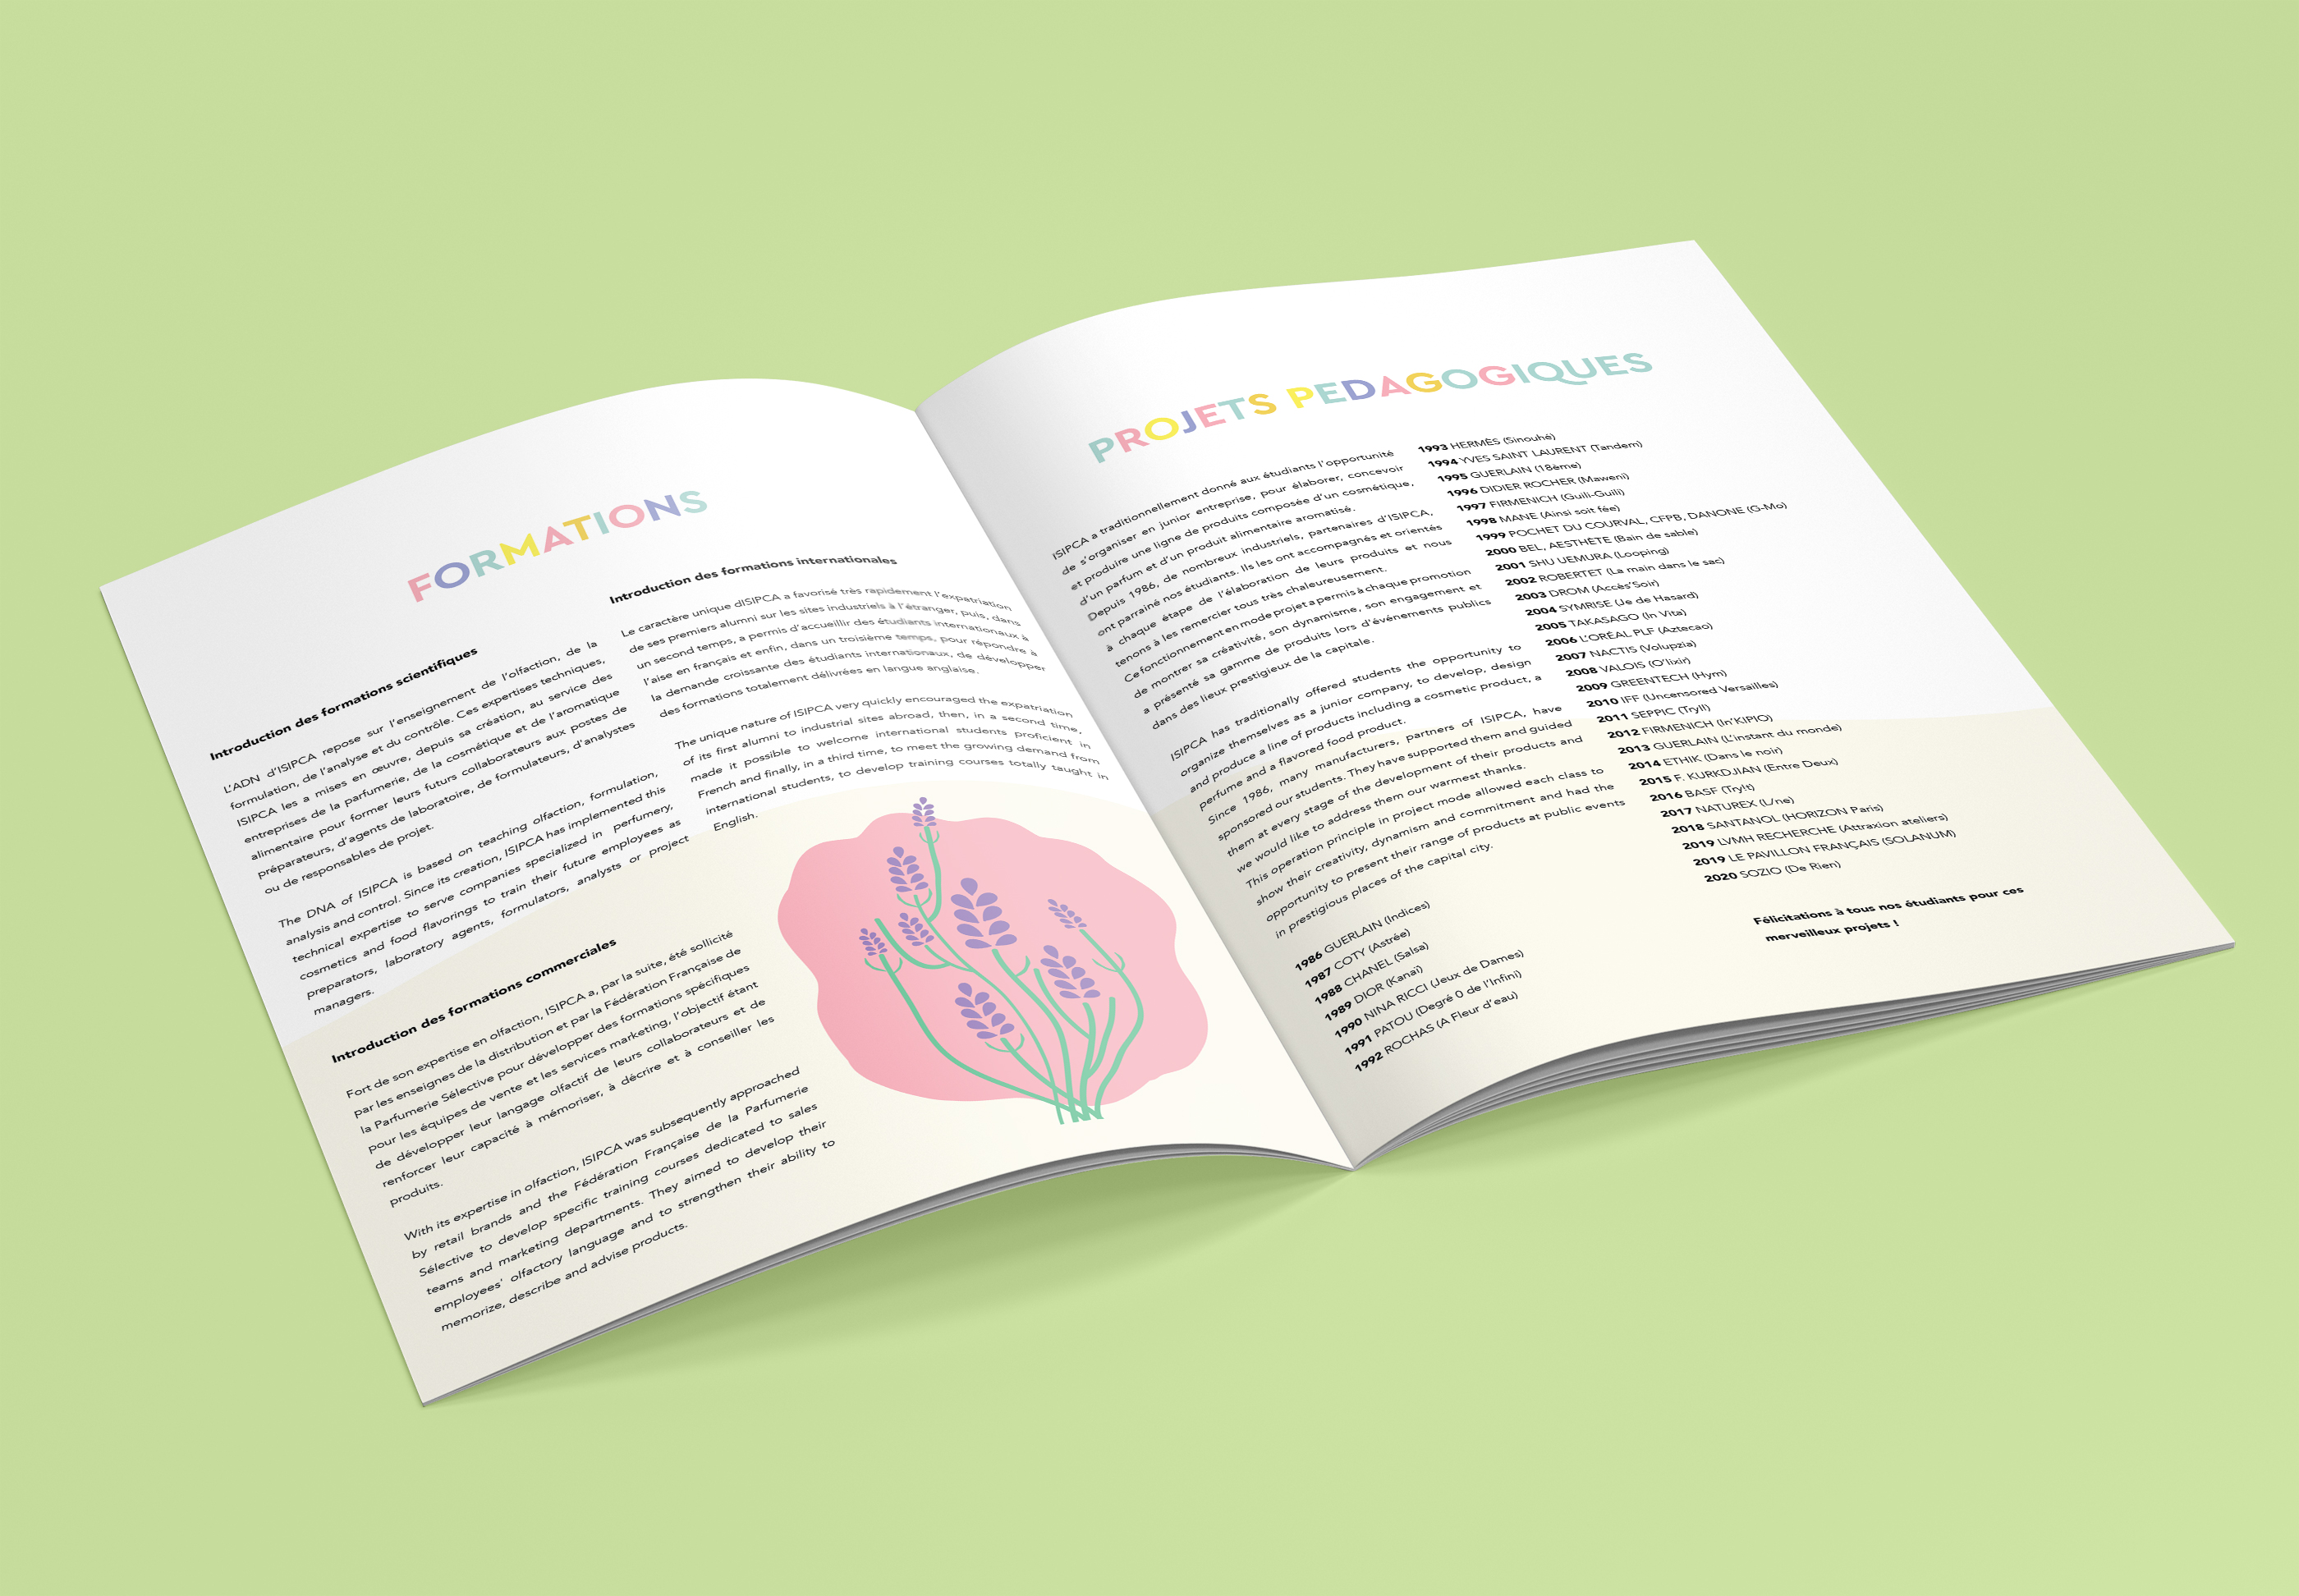 FORMATIONS
Introduction des formations scientifiques
L'ADN d'ISIPCA repose sur l'enseignement de l'olfaction, de la
formulation, de l'analyse et du contrôle. Ces expertises techniques,
ISIPCA les a mises en œuvre, depuis sa création, au service des
entreprises de la parfumerie, de la cosmétique et de l'aromatique
alimentaire pour former leurs futurs collaborateurs aux postes de
préparateurs, d'agents de laboratoire, de formulateurs, d'analystes
ou de responsables de projet.
The DNA of ISIPCA is based on teaching olfaction, formulation,
analysis and control. Since its creation, ISIPCA has implemented this
technical expertise to serve companies specialized in perfumery,
cosmetics and food flavorings to train their future employees as
preparators, laboratory agents, formulators, analysts or project
managers.
Introduction des formations commerciales
Fort de son expertise en olfaction, ISIPCA a, par la suite, été sollicité
par les enseignes de la distribution et par la Fédération Française de
la Parfumerie Sélective pour développer des formations spécifiques
pour les équipes de vente et les services marketing, l'objectif étant
de développer leur langage olfactif de leurs collaborateurs et de
renforcer leur capacité à mémoriser, à décrire et à conseiller les
produits.
With its expertise in olfaction, ISIPCA was subsequently approached
by retail brands and the Fédération Française de la Parfumerie
Sélective to develop specific training courses dedicated to sales
teams and marketing departments. They aimed to develop their
employees' olfactory language and to strengthen their ability to
memorize, describe and advise products.
Introduction des formations internationales
Le caractère unique dISIPCA a favorisé très rapidement l'expatriation
de ses premiers alumni sur les sites industriels à l'étranger, puis, dans
un second temps, a permis d'accueillir des étudiants internationaux à
l'aise en français et enfin, dans un troisième temps, pour répondre à
la demande croissante des étudiants internationaux, de développer
des formations totalement délivrées en langue anglaise.
The unique nature of ISIPCA very quickly encouraged the expatriation
of its first alumni to industrial sites abroad, then, in a second time,
made it possible to welcome international students proficient in
French and finally, in a third time, to meet the growing demand from
international students, to develop training courses totally taught in
English.
PROJETS PEDAGOGIQUES
ISIPCA a traditionnellement donné aux étudiants l'opportunité
de s'organiser en junior entreprise, pour élaborer, concevoir
et produire une ligne de produits composée d'un cosmétique,
d'un parfum et d'un produit alimentaire aromatisé.
Depuis 1986, de nombreux industriels, partenaires d'ISIPCA,
ont parrainé nos étudiants. Ils les ont accompagnés et orientés
à chaque étape de l'élaboration de leurs produits et nous
tenons à les remercier tous très chaleureusement.
Ce fonctionnement en mode projet a permis à chaque promotion
de montrer sa créativité, son dynamisme, son engagement et
a présenté sa gamme de produits lors d'événements publics
dans des lieux prestigieux de la capitale.
ISIPCA has traditionally offered students the opportunity to
organize themselves as a junior company, to develop, design
and produce a line of products including a cosmetic product, a
perfume and a flavored food product.
Since 1986, many manufacturers, partners of ISIPCA, have
sponsored our students. They have supported them and guided
them at every stage of the development of their products and
we would like to address them our warmest thanks.
This operation principle in project mode allowed each class to
show their creativity, dynamism and commitment and had the
opportunity to present their range of products at public events
in prestigious places of the capital city.
1986 GUERLAIN (Indices)
1987 COTY (Astrée)
1988 CHANEL (Salsa)
1989 DIOR (Kanaï)
1990 NINA RICCI (Jeux de Dames)
1991 PATOU (Degré 0 de l'Infini)
1992 ROCHAS (A Fleur d'eau)
1993 HERMÈS (Sinouhé)
1994 YVES SAINT LAURENT (Tandem)
1995 GUERLAIN (18ème)
1996 DIDIER ROCHER (Maweni)
1997 FIRMENICH (Guili-Guili)
1998 MANE (Ainsi soit fée)
1999 POCHET DU COURVAL, CFPB, DANONE (G-Mo)
2000 BEL, AESTHÈTE (Bain de sable)
2001 SHU UEMURA (Looping)
2002 ROBERTET (La main dans le sac)
2003 DROM (Accès'Soir)
2004 SYMRISE (Je de Hasard)
2005 TAKASAGO (In Vita)
2006 L'ORÉAL PLF (Aztecao)
2007 NACTIS (Volupzia)
2008 VALOIS (O'lixir)
2009 GREENTECH (Hym)
2010 IFF (Uncensored Versailles)
2011 SEPPIC (Tryll)
2012 FIRMENICH (In'KIPIO)
2013 GUERLAIN (L'instant du monde)
2014 ETHIK (Dans le noir)
2015 F. KURKDJIAN (Entre Deux)
2016 BASF (Trylt)
2017 NATUREX (L/ne)
2018 SANTANOL (HORIZON Paris)
2019 LVMH RECHERCHE (Attraxion ateliers)
2019 LE PAVILLON FRANÇAIS (SOLANUM)
2020 SOZIO (De Rien)
Félicitations à tous nos étudiants pour ces
merveilleux projets !